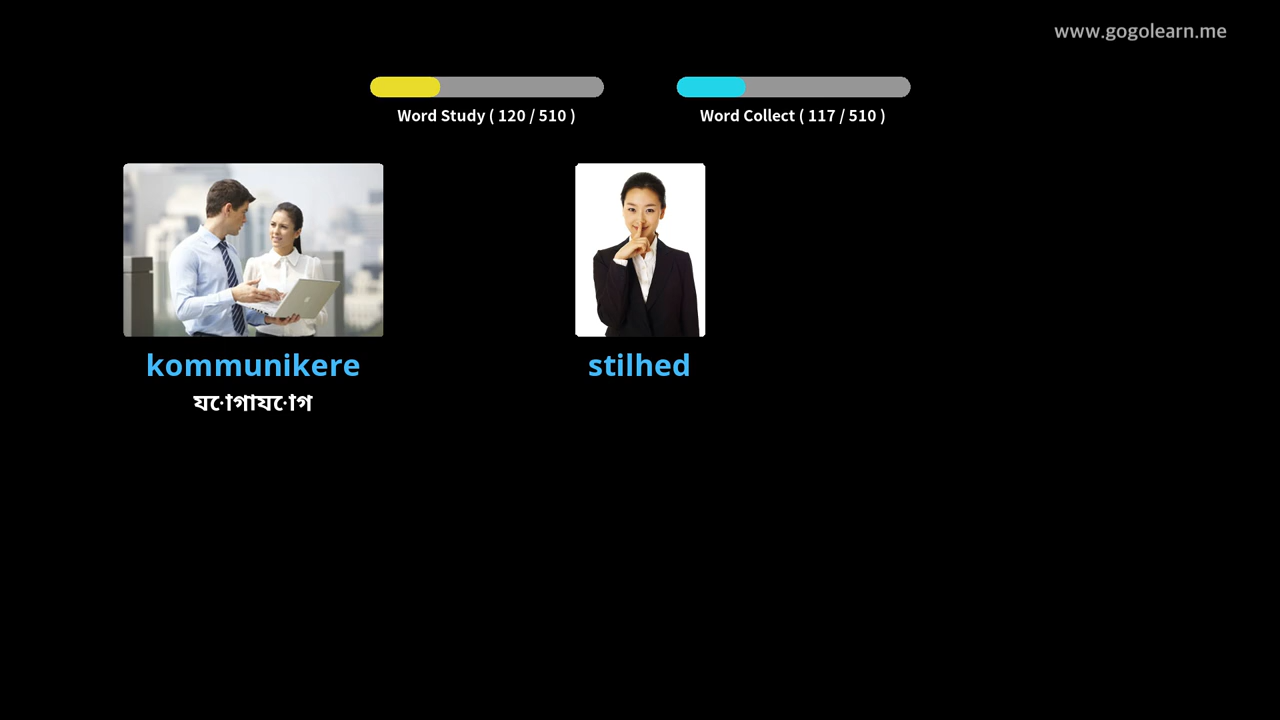 www.gogolearn.me
Word Study ( 120 / 510 )
Word Collect ( 117 / 510 )
kommunikere
stilhed
যোগাযোগ